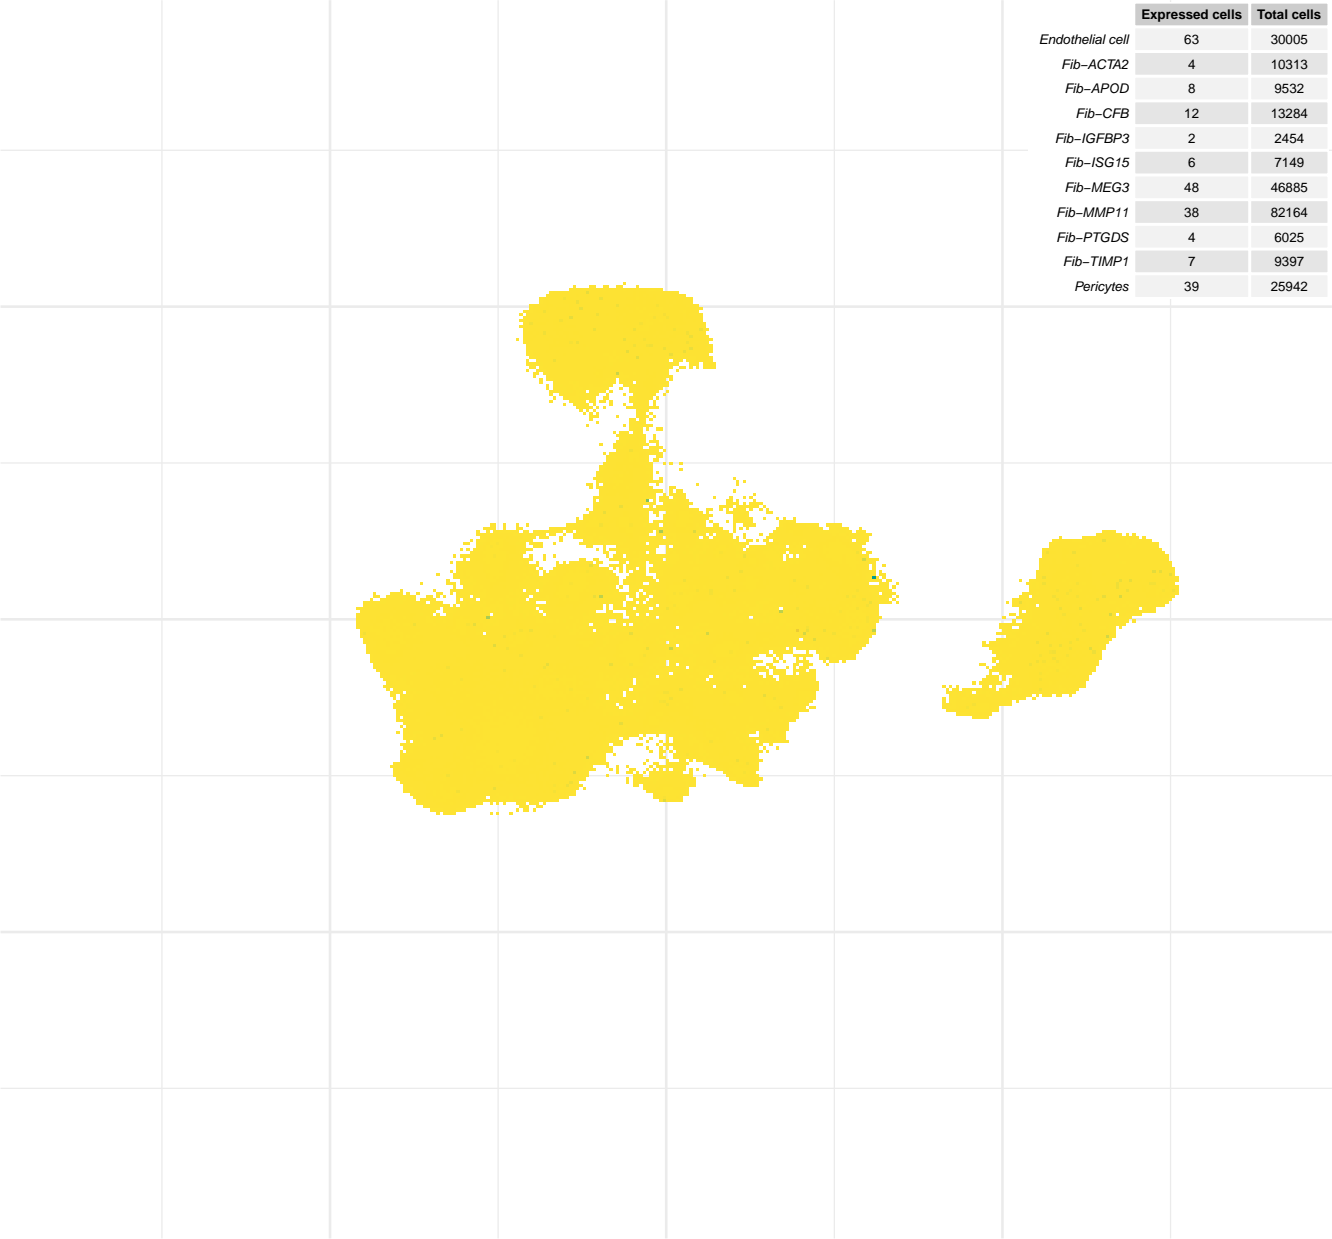 Expressed cells Total cells
Endothelial cell 63 30005
Fib−ACTA2 4 10313
Fib−APOD 8 9532
Fib−CFB 12 13284
Fib−IGFBP3 2 2454
Fib−ISG15 6 7149
Fib−MEG3 48 46885
Fib−MMP11 38 82164
Fib−PTGDS 4 6025
Fib−TIMP1 7 9397
Pericytes 39 25942